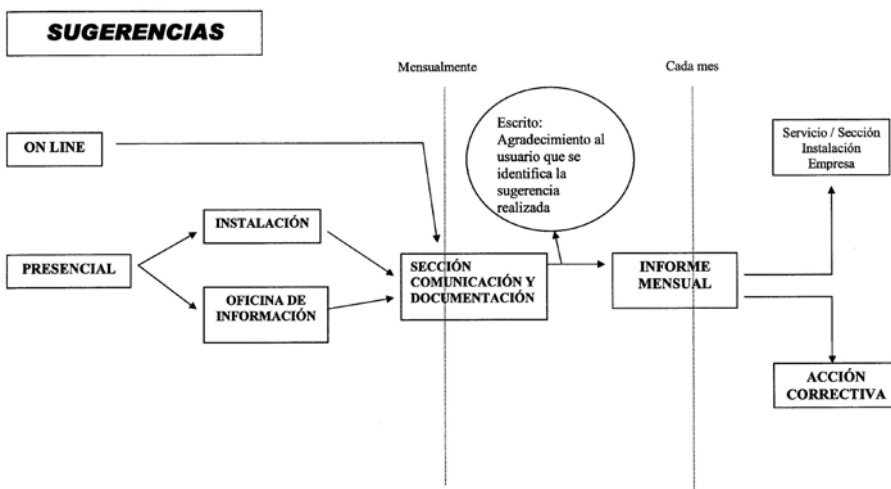 SUGERENCIAS
Mensualmente
Cada mes
ON LINE
PRESENCIAL
INSTALACIÓN
OFICINA DE
INFORMACIÓN
SECCIÓN
COMUNICACIÓN Y
DOCUMENTACIÓN
Escrito:
Agradecimiento al
usuario que se
identifica la
sugerencia
realizada
INFORME
MENSUAL
Servicio / Sección
Instalación
Empresa
ACCIÓN
CORRECTIVA